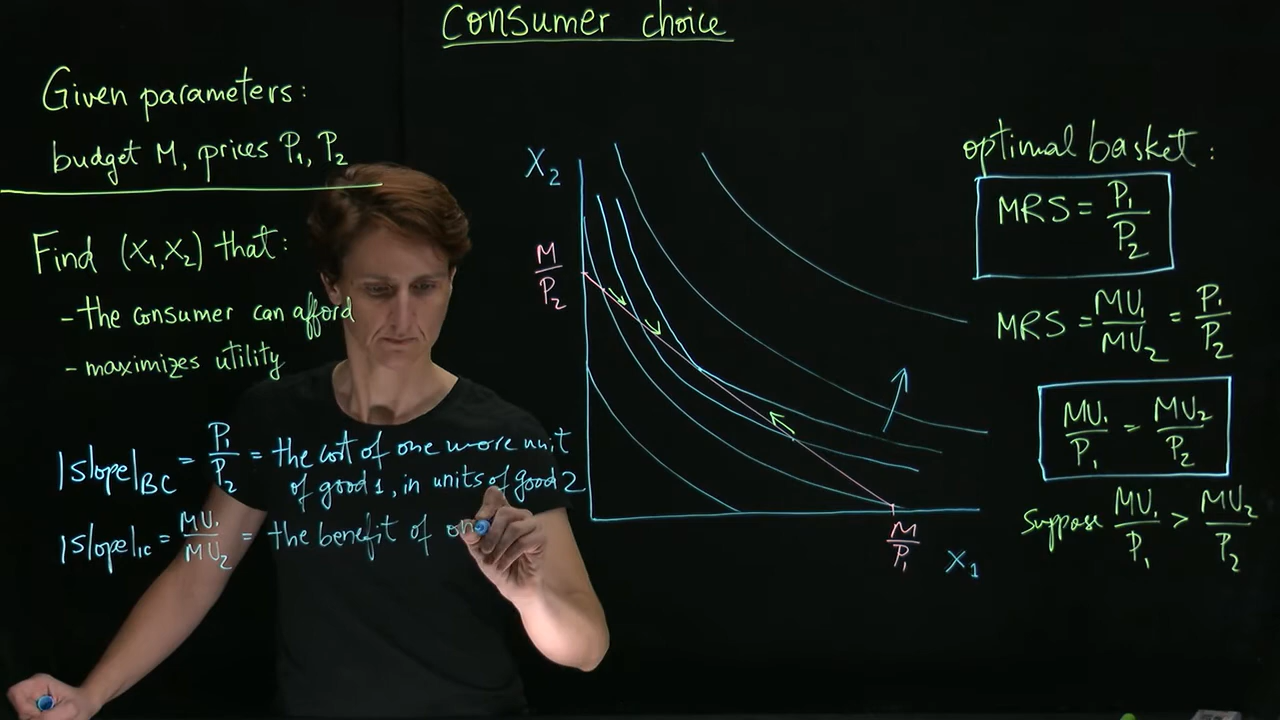 Consumer choice
Given parameters:
budget M, prices P₁, P₂
Find (X₁, X₂) that:
- the consumer can afford
- maximizes utility
|slope|BC = P₁/P₂ = the cost of one more unit
of good 1, in units of good 2
|slope|IC = MU₁/MU₂ = the benefit of on
X₂
M/P₂
M/P₁
X₁
optimal basket:
MRS = P₁/P₂
MRS = MU₁/MU₂ = P₁/P₂
MU₁/P₁ = MU₂/P₂
Suppose MU₁/P₁ > MU₂/P₂